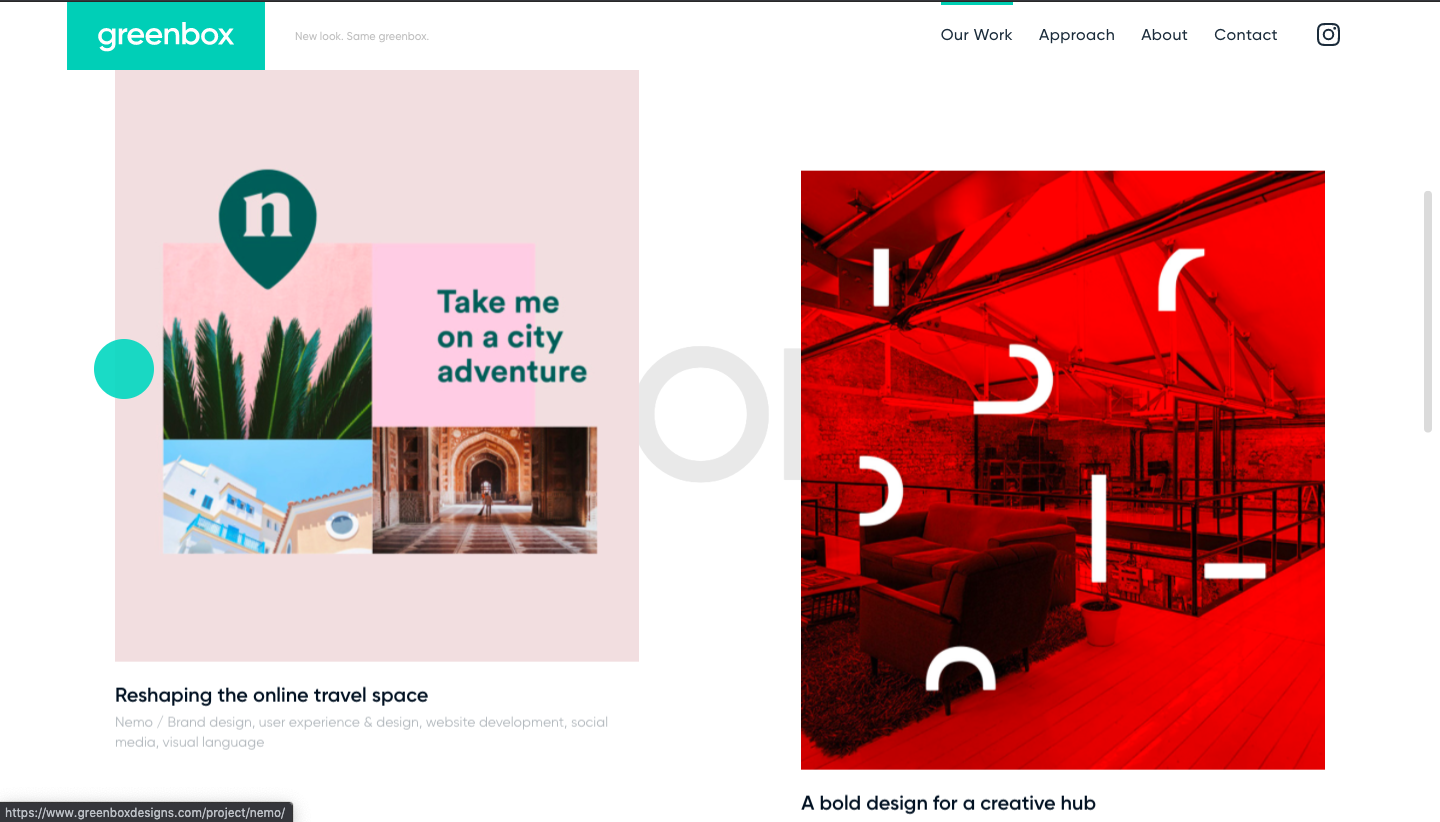 greenbox
New look. Same greenbox.
Our Work
Approach
About
Contact
n
Take me
on a city
adventure
Reshaping the online travel space
Nemo / Brand design, user experience & design, website development, social
media, visual language
A bold design for a creative hub
https://www.greenboxdesigns.com/project/nemo/